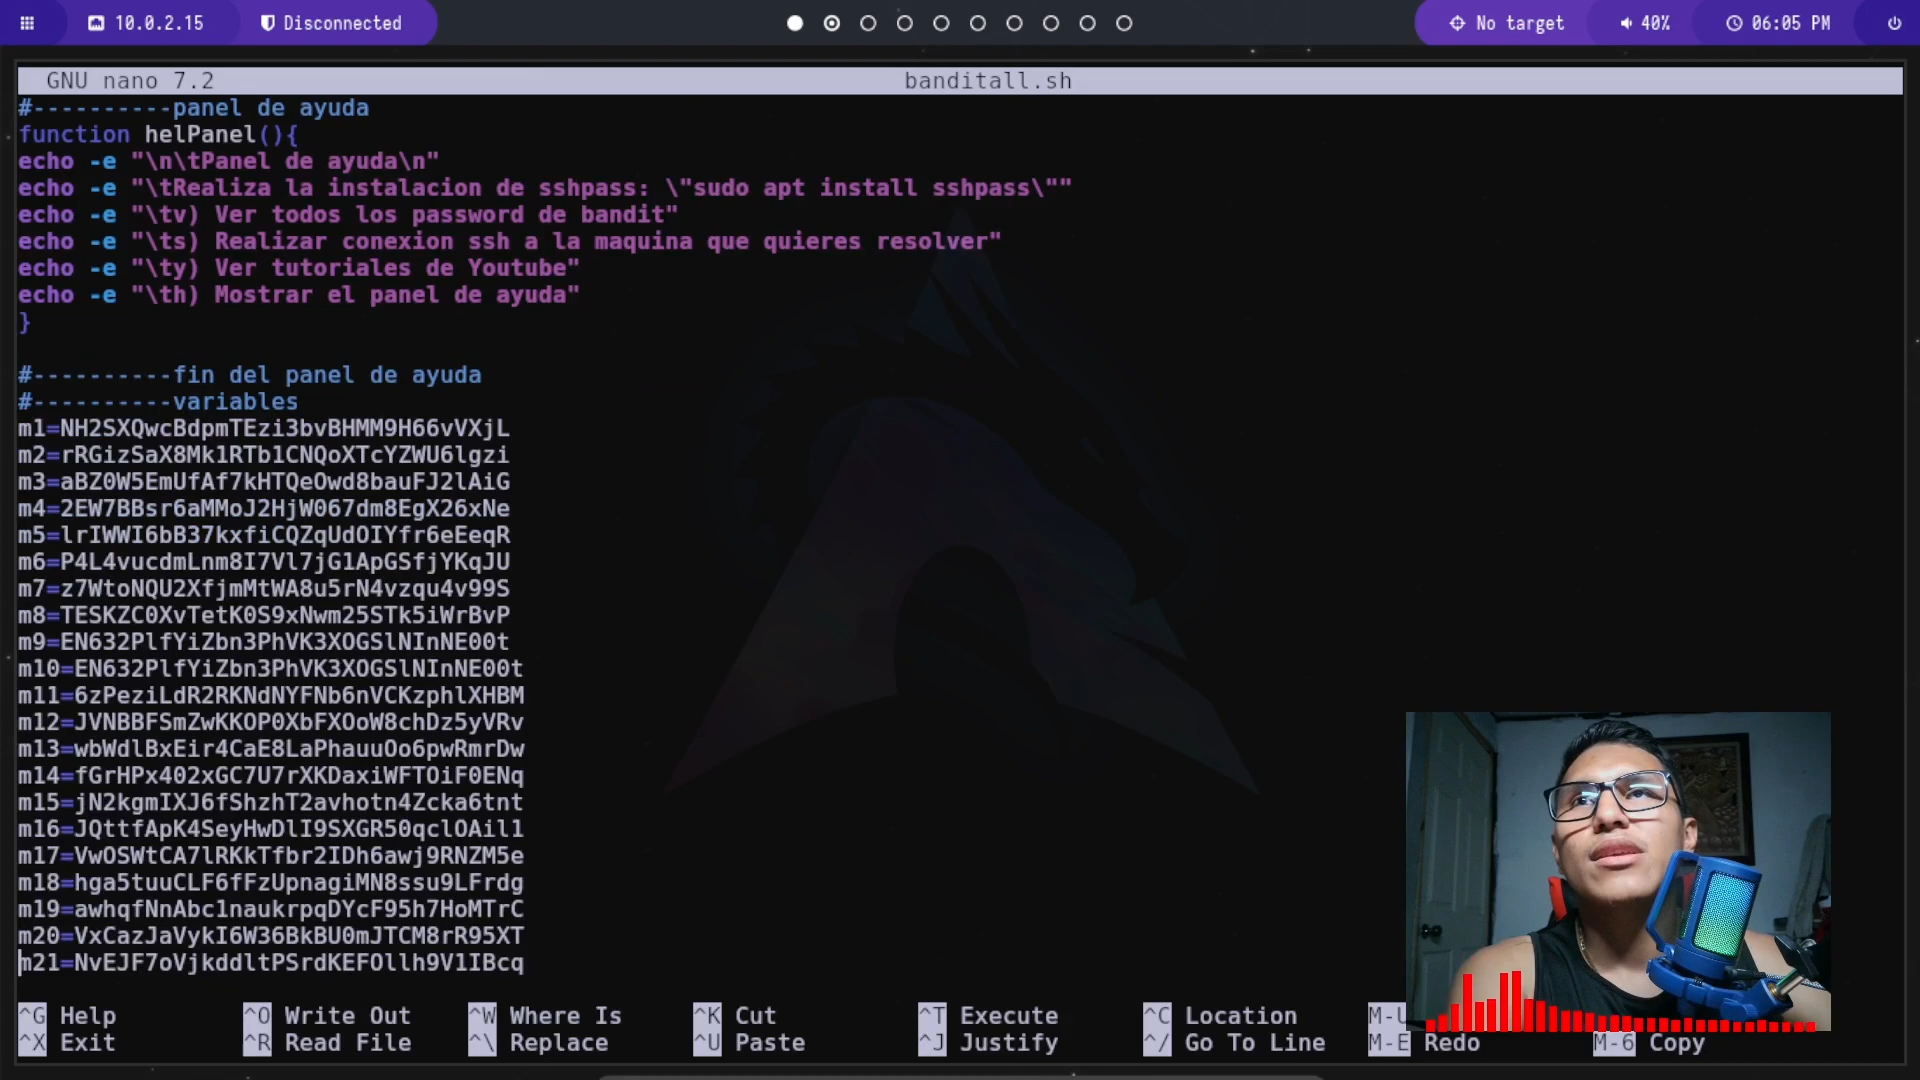 10.0.2.15
Disconnected
No target
40%
06:05 PM
GNU nano 7.2
banditall.sh
#----------panel de ayuda
function helPanel(){
echo -e "\n\tPanel de ayuda\n"
echo -e "\tRealiza la instalacion de sshpass: \"sudo apt install sshpass\""
echo -e "\tv) Ver todos los password de bandit"
echo -e "\ts) Realizar conexion ssh a la maquina que quieres resolver"
echo -e "\ty) Ver tutoriales de Youtube"
echo -e "\th) Mostrar el panel de ayuda"
}
#----------fin del panel de ayuda
#----------variables
m1=NH2SXQwcBdpmTEzi3bvBHMM9H66vVXjL
m2=rRGizSaX8Mk1RTb1CNQoXTcYZWU6lgzi
m3=aBZ0W5EmUfAf7kHTQeOwd8bauFJ2lAiG
m4=2EW7BBsr6aMMoJ2HjW067dm8EgX26xNe
m5=lrIWWI6bB37kxfiCQZqUdOIYfr6eEeqR
m6=P4L4vucdmLnm8I7Vl7jG1ApGSfjYKqJU
m7=z7WtoNQU2XfjmMtWA8u5rN4vzqu4v99S
m8=TESKZC0XvTetK0S9xNwm25STk5iWrBvP
m9=EN632PlfYiZbn3PhVK3XOGSlNInNE00t
m10=EN632PlfYiZbn3PhVK3XOGSlNInNE00t
m11=6zPeziLdR2RKNdNYFNb6nVCKzphlXHBM
m12=JVNBBFSmZwKKOP0XbFXOoW8chDz5yVRv
m13=wbWdlBxEir4CaE8LaPhauuOo6pwRmrDw
m14=fGrHPx402xGC7U7rXKDaxiWFTOiF0ENq
m15=jN2kgmIXJ6fShzhT2avhotn4Zcka6tnt
m16=JQttfApK4SeyHwDlI9SXGR50qclOAil1
m17=VwOSWtCA7lRKkTfbr2IDh6awj9RNZM5e
m18=hga5tuuCLF6fFzUpnagiMN8ssu9LFrdg
m19=awhqfNnAbc1naukrpqDYcF95h7HoMTrC
m20=VxCazJaVykI6W36BkBU0mJTCM8rR95XT
m21=NvEJF7oVjkddltPSrdKEFOllh9V1IBcq
^G Help ^O Write Out ^W Where Is ^K Cut ^T Execute ^C Location M-U
^X Exit ^R Read File ^\ Replace ^U Paste ^J Justify ^/ Go To Line M-E Redo M-6 Copy